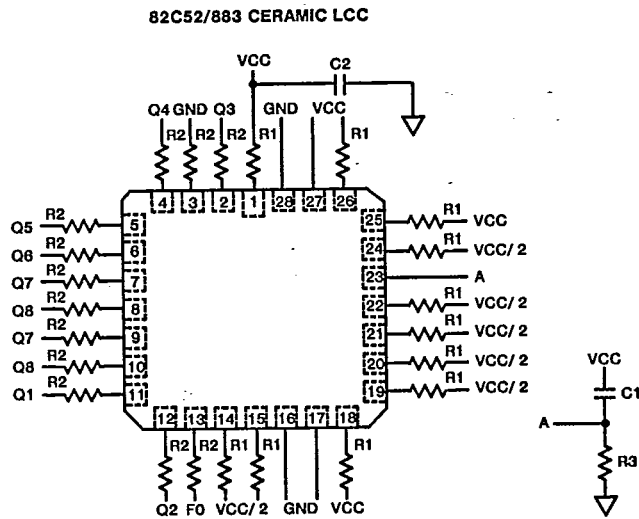 82C52/883 CERAMIC LCC
VCC C2
Q4 GND Q3 GND VCC
R2 R2 R2 R1 R1
4 3 2 1 28 27 26
Q5 R2 5 25 R1 VCC
Q6 R2 6 24 R1 VCC/2
Q7 R2 7 23 A
Q8 R2 8 22 R1 VCC/2
Q7 R2 9 21 R1 VCC/2
Q8 R2 10 20 R1 VCC/2
Q1 R2 11 19 R1 VCC/2
12 13 14 15 16 17 18
R2 R2 R1 R1 R1
Q2 F0 VCC/2 GND VCC
VCC
C1
A
R3